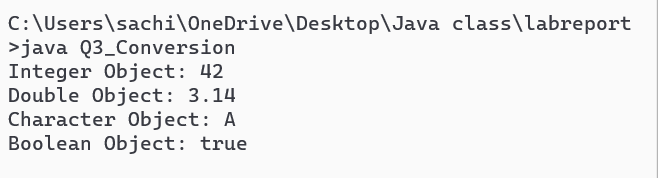 C:\Users\sachi\OneDrive\Desktop\Java class\labreport
>java Q3_Conversion
Integer Object: 42
Double Object: 3.14
Character Object: A
Boolean Object: true